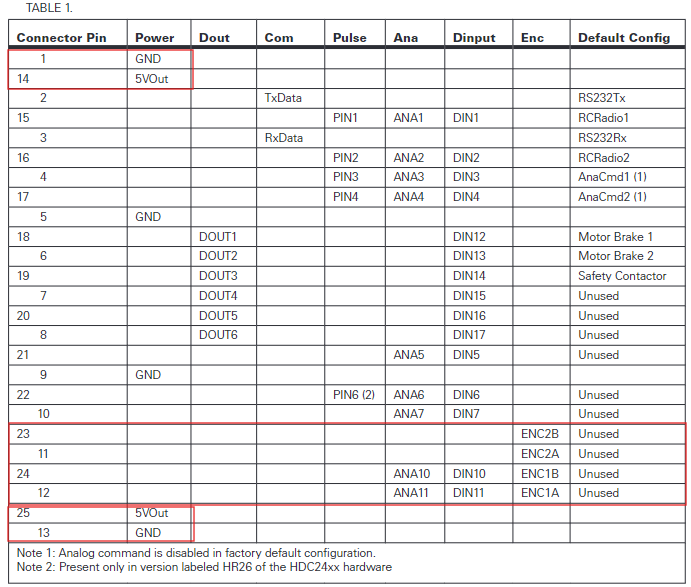 TABLE 1.
Connector Pin Power Dout Com Pulse Ana Dinput Enc Default Config
1 GND
14 5VOut
2 TxData RS232Tx
15 PIN1 ANA1 DIN1 RCRadio1
3 RxData RS232Rx
16 PIN2 ANA2 DIN2 RCRadio2
4 PIN3 ANA3 DIN3 AnaCmd1 (1)
17 PIN4 ANA4 DIN4 AnaCmd2 (1)
5 GND
18 DOUT1 DIN12 Motor Brake 1
6 DOUT2 DIN13 Motor Brake 2
19 DOUT3 DIN14 Safety Contactor
7 DOUT4 DIN15 Unused
20 DOUT5 DIN16 Unused
8 DOUT6 DIN17 Unused
21 ANA5 DIN5 Unused
9 GND
22 PIN6 (2) ANA6 DIN6 Unused
10 ANA7 DIN7 Unused
23 ENC2B Unused
11 ENC2A Unused
24 ANA10 DIN10 ENC1B Unused
12 ANA11 DIN11 ENC1A Unused
25 5VOut
13 GND
Note 1: Analog command is disabled in factory default configuration.
Note 2: Present only in version labeled HR26 of the HDC24xx hardware